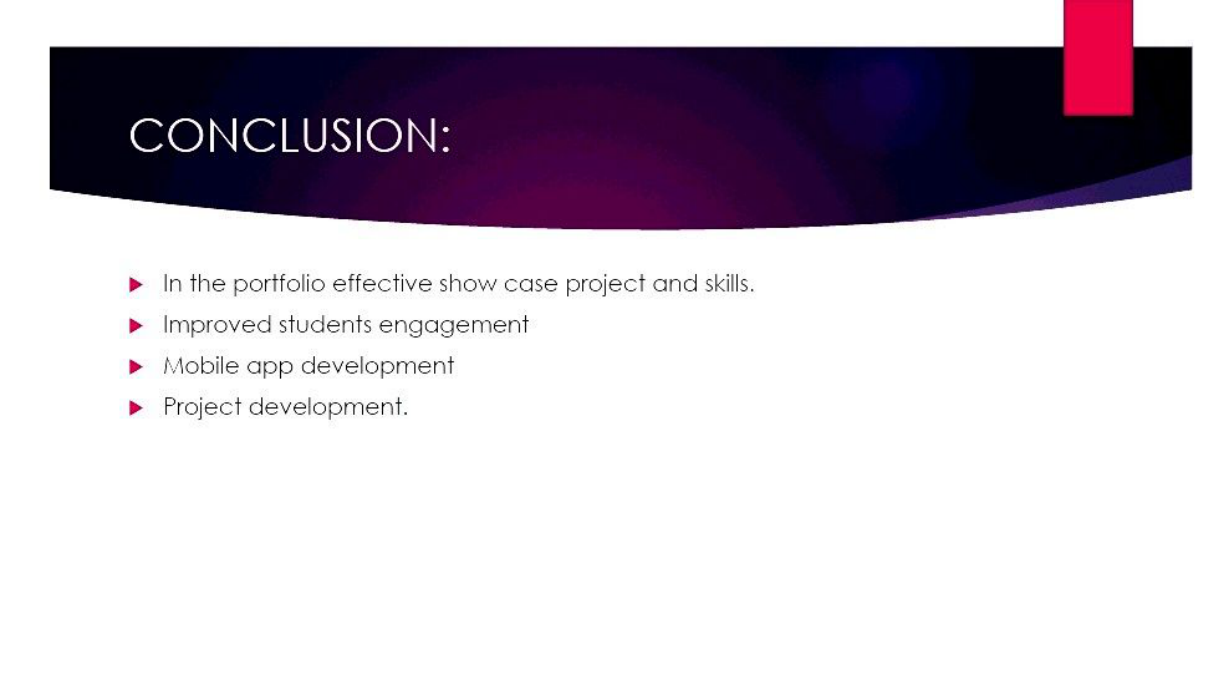 CONCLUSION:
In the portfolio effective show case project and skills.
Improved students engagement
Mobile app development
Project development.